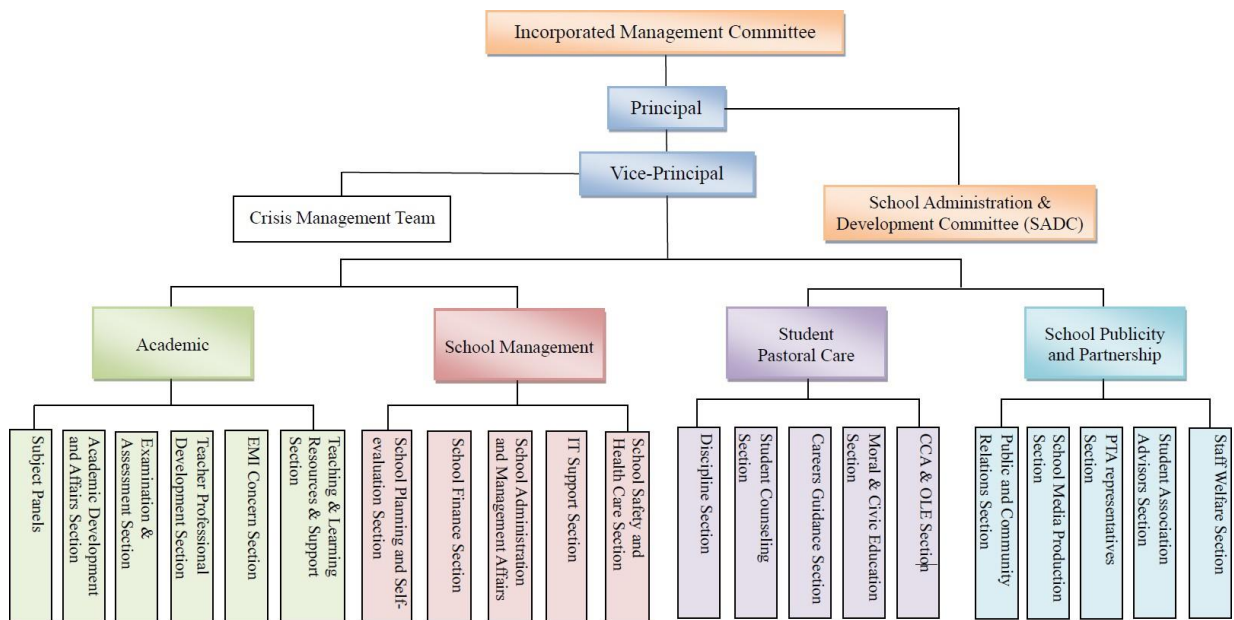 Incorporated Management Committee
Principal
Vice-Principal
Crisis Management Team
School Administration &
Development Committee (SADC)
Academic
School Management
Student
Pastoral Care
School Publicity
and Partnership
Subject Panels
Academic Development
and Affairs Section
Examination &
Assessment Section
Teacher Professional
Development Section
EMI Concern Section
Teaching & Learning
Resources & Support
Section
School Planning and Self-
evaluation Section
School Finance Section
School Administration
and Management Affairs
IT Support Section
School Safety and
Health Care Section
Discipline Section
Student Counseling
Section
Careers Guidance Section
Moral & Civic Education
Section
CCA & OLE Section
Public and Community
Relations Section
School Media Production
Section
PTA representatives
Section
Student Association
Advisors Section
Staff Welfare Section